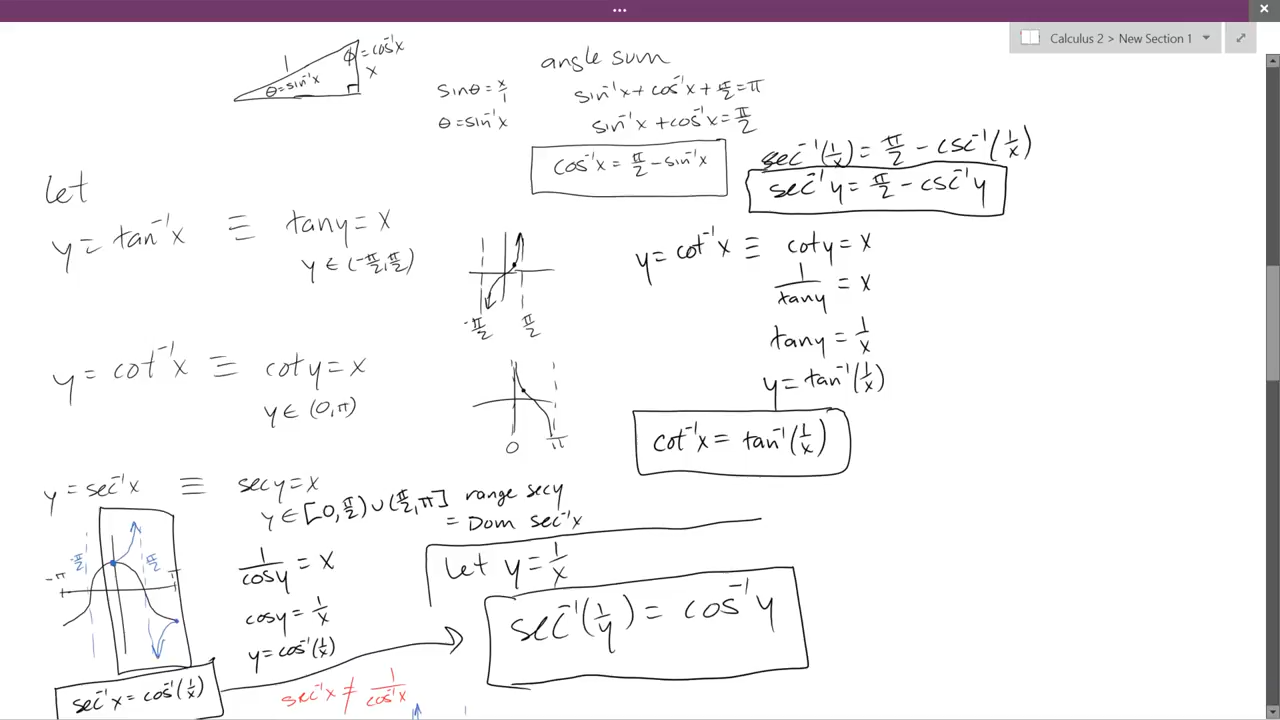 Calculus 2 > New Section 1
1
ϕ = cos⁻¹x
x
θ = sin⁻¹x
angle sum
sinθ = x/1
θ = sin⁻¹x
sin⁻¹x + cos⁻¹x + π/2 = π
sin⁻¹x + cos⁻¹x = π/2
cos⁻¹x = π/2 − sin⁻¹x
sec⁻¹(1/x) = π/2 − csc⁻¹(1/x)
sec⁻¹y = π/2 − csc⁻¹y
let
y = tan⁻¹x ≡ tany = x
y ∈ (-π/2, π/2)
-π/2 π/2
y = cot⁻¹x ≡ coty = x
y ∈ (0, π)
0 π
y = cot⁻¹x ≡ coty = x
1/tany = x
tany = 1/x
y = tan⁻¹(1/x)
cot⁻¹x = tan⁻¹(1/x)
y = sec⁻¹x ≡ secy = x
y ∈ [0, π/2) ∪ (π/2, π] range secy
= Dom sec⁻¹x
-π -π/2 π/2 π
1/cosy = x
cosy = 1/x
y = cos⁻¹(1/x)
sec⁻¹x = cos⁻¹(1/x)
sec⁻¹x ≠ 1/cos⁻¹x
let y = 1/x
sec⁻¹(1/y) = cos⁻¹y